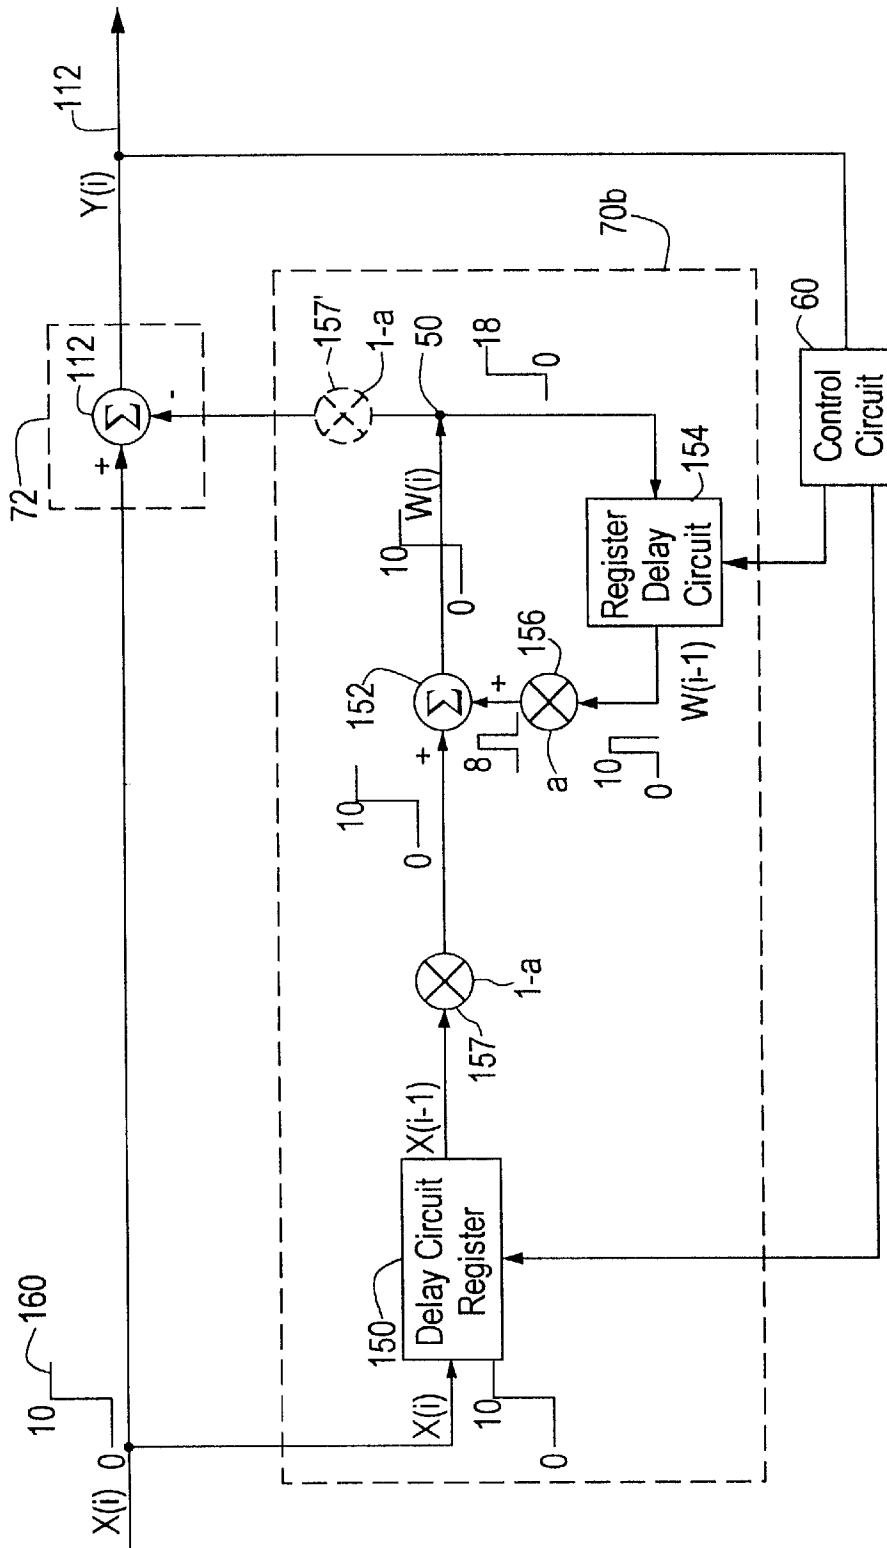 X(i)
0
10
160
72
+
112
Σ
-
Y(i)
112
X(i)
0
10
150
Delay Circuit
Register
X(i-1)
157
1-a
0
10
152
+
Σ
+
8
156
a
0
10
W(i-1)
0
10
W(i)
157'
1-a
50
18
0
Register
Delay
Circuit
154
70b
60
Control
Circuit